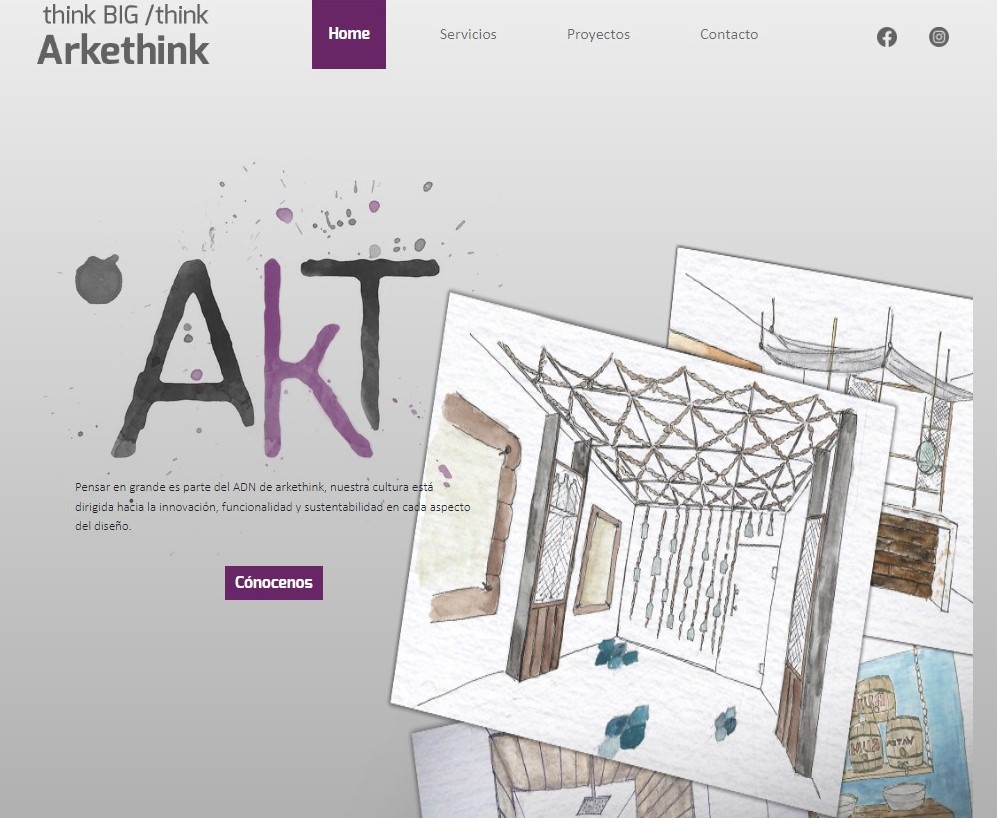 think BIG /think
Arkethink
Home
Servicios
Proyectos
Contacto
AkT
Pensar en grande es parte del ADN de arkethink, nuestra cultura está
dirigida hacia la innovación, funcionalidad y sustentabilidad en cada aspecto
del diseño.
Cónocenos